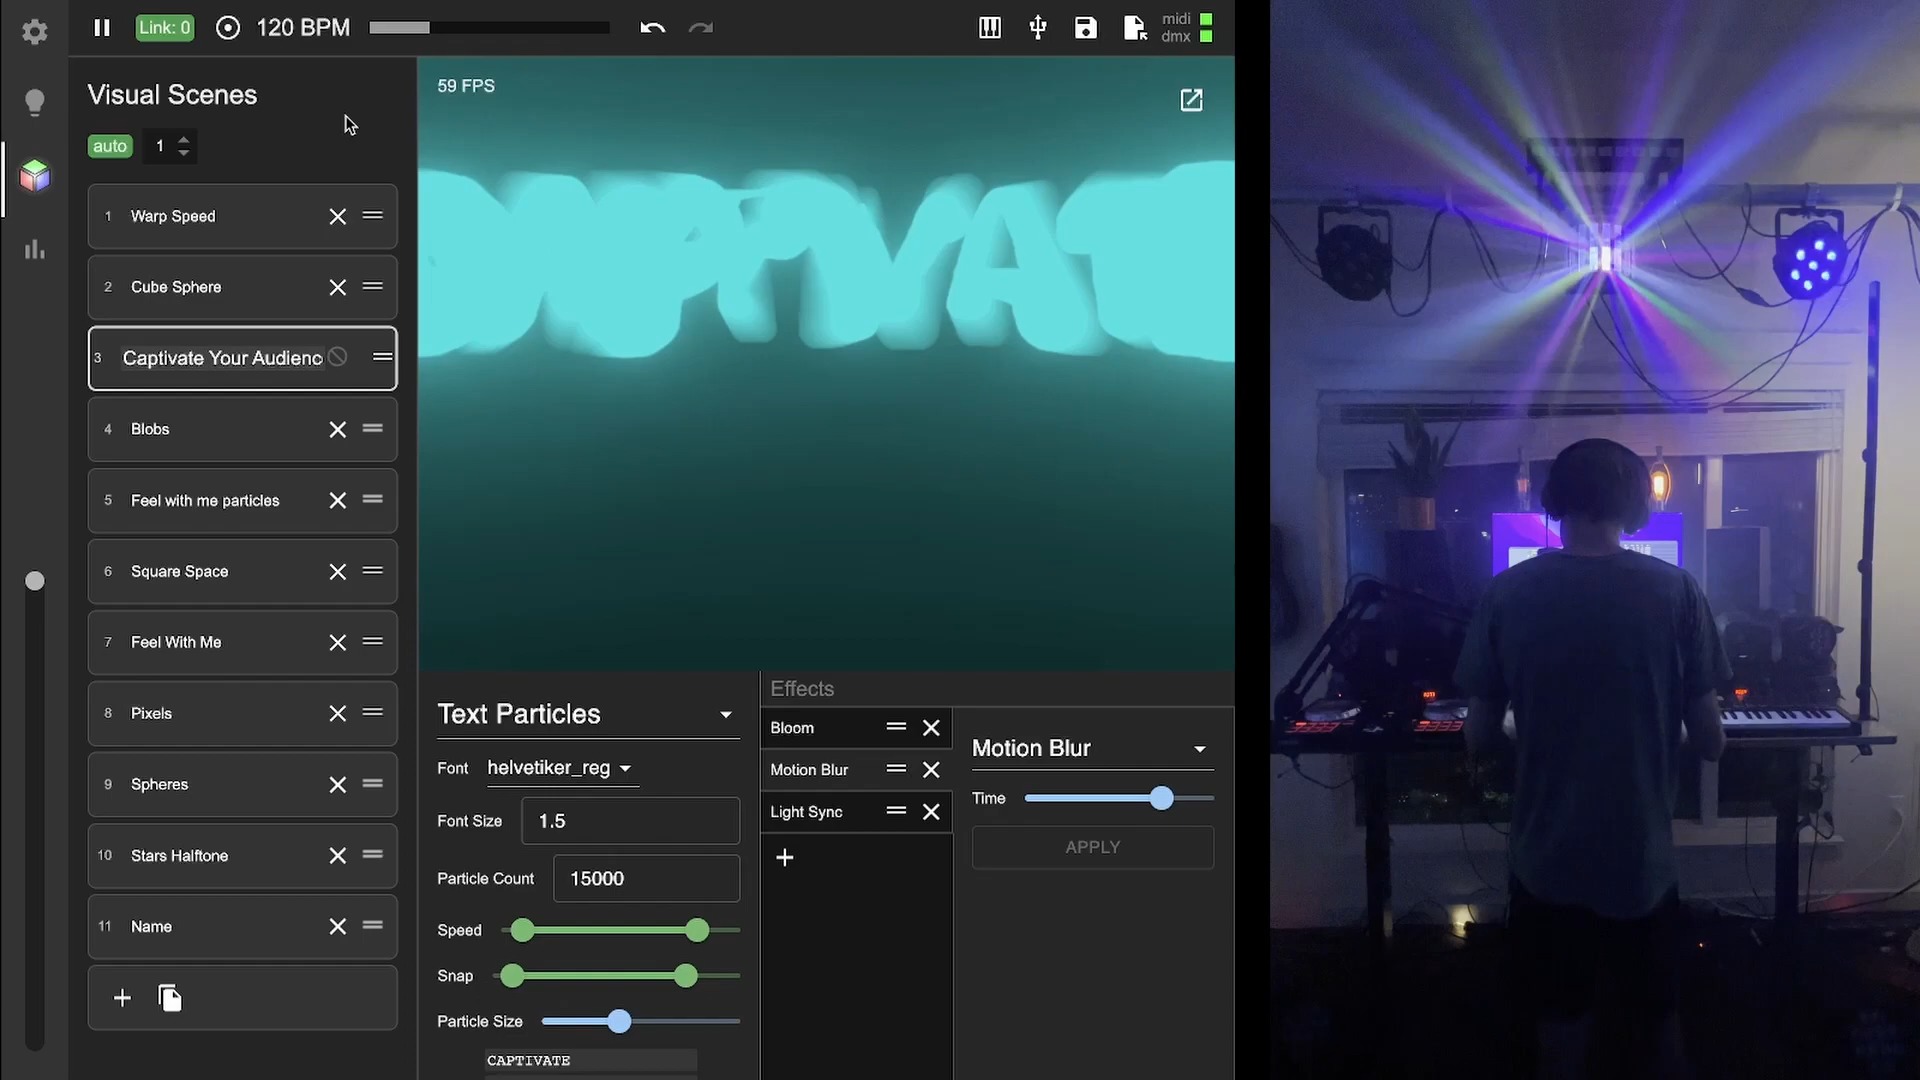 Link: 0
120 BPM
midi
dmx
Visual Scenes
auto
1
1 Warp Speed
2 Cube Sphere
3 Captivate Your Audienc
4 Blobs
5 Feel with me particles
6 Square Space
7 Feel With Me
8 Pixels
9 Spheres
10 Stars Halftone
11 Name
59 FPS
Text Particles
Font helvetiker_reg
Font Size 1.5
Particle Count 15000
Speed
Snap
Particle Size
CAPTIVATE
Effects
Bloom
Motion Blur
Light Sync
Motion Blur
Time
APPLY